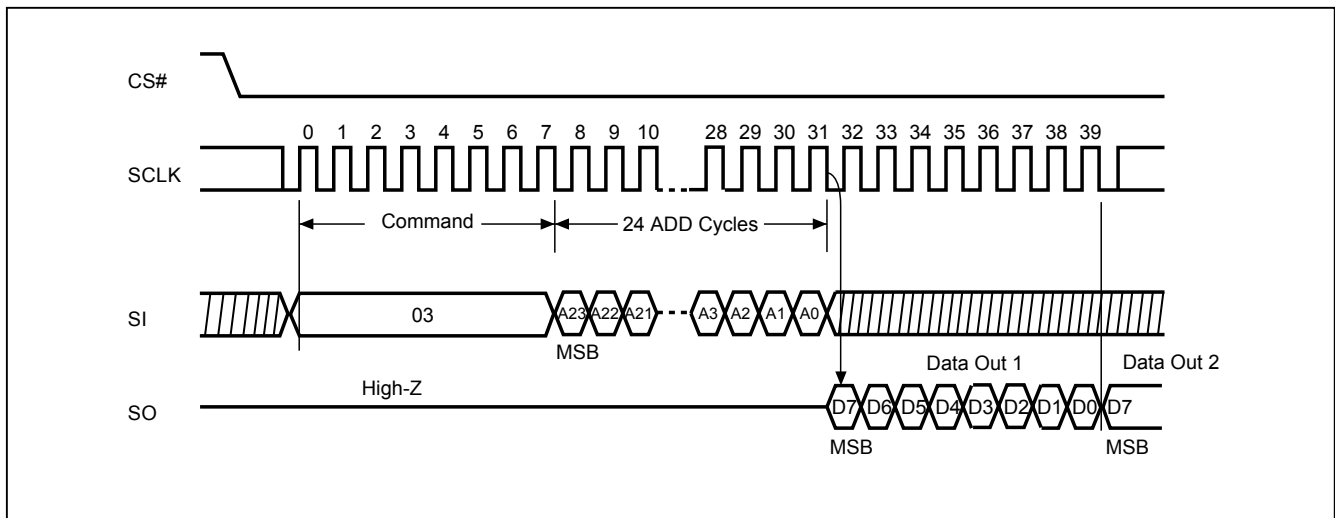 CS#
0 1 2 3 4 5 6 7 8 9 10 28 29 30 31 32 33 34 35 36 37 38 39
SCLK
Command 24 ADD Cycles
SI 03 A23 A22 A21 A3 A2 A1 A0
MSB
Data Out 1 Data Out 2
High-Z
SO D7 D6 D5 D4 D3 D2 D1 D0 D7
MSB MSB